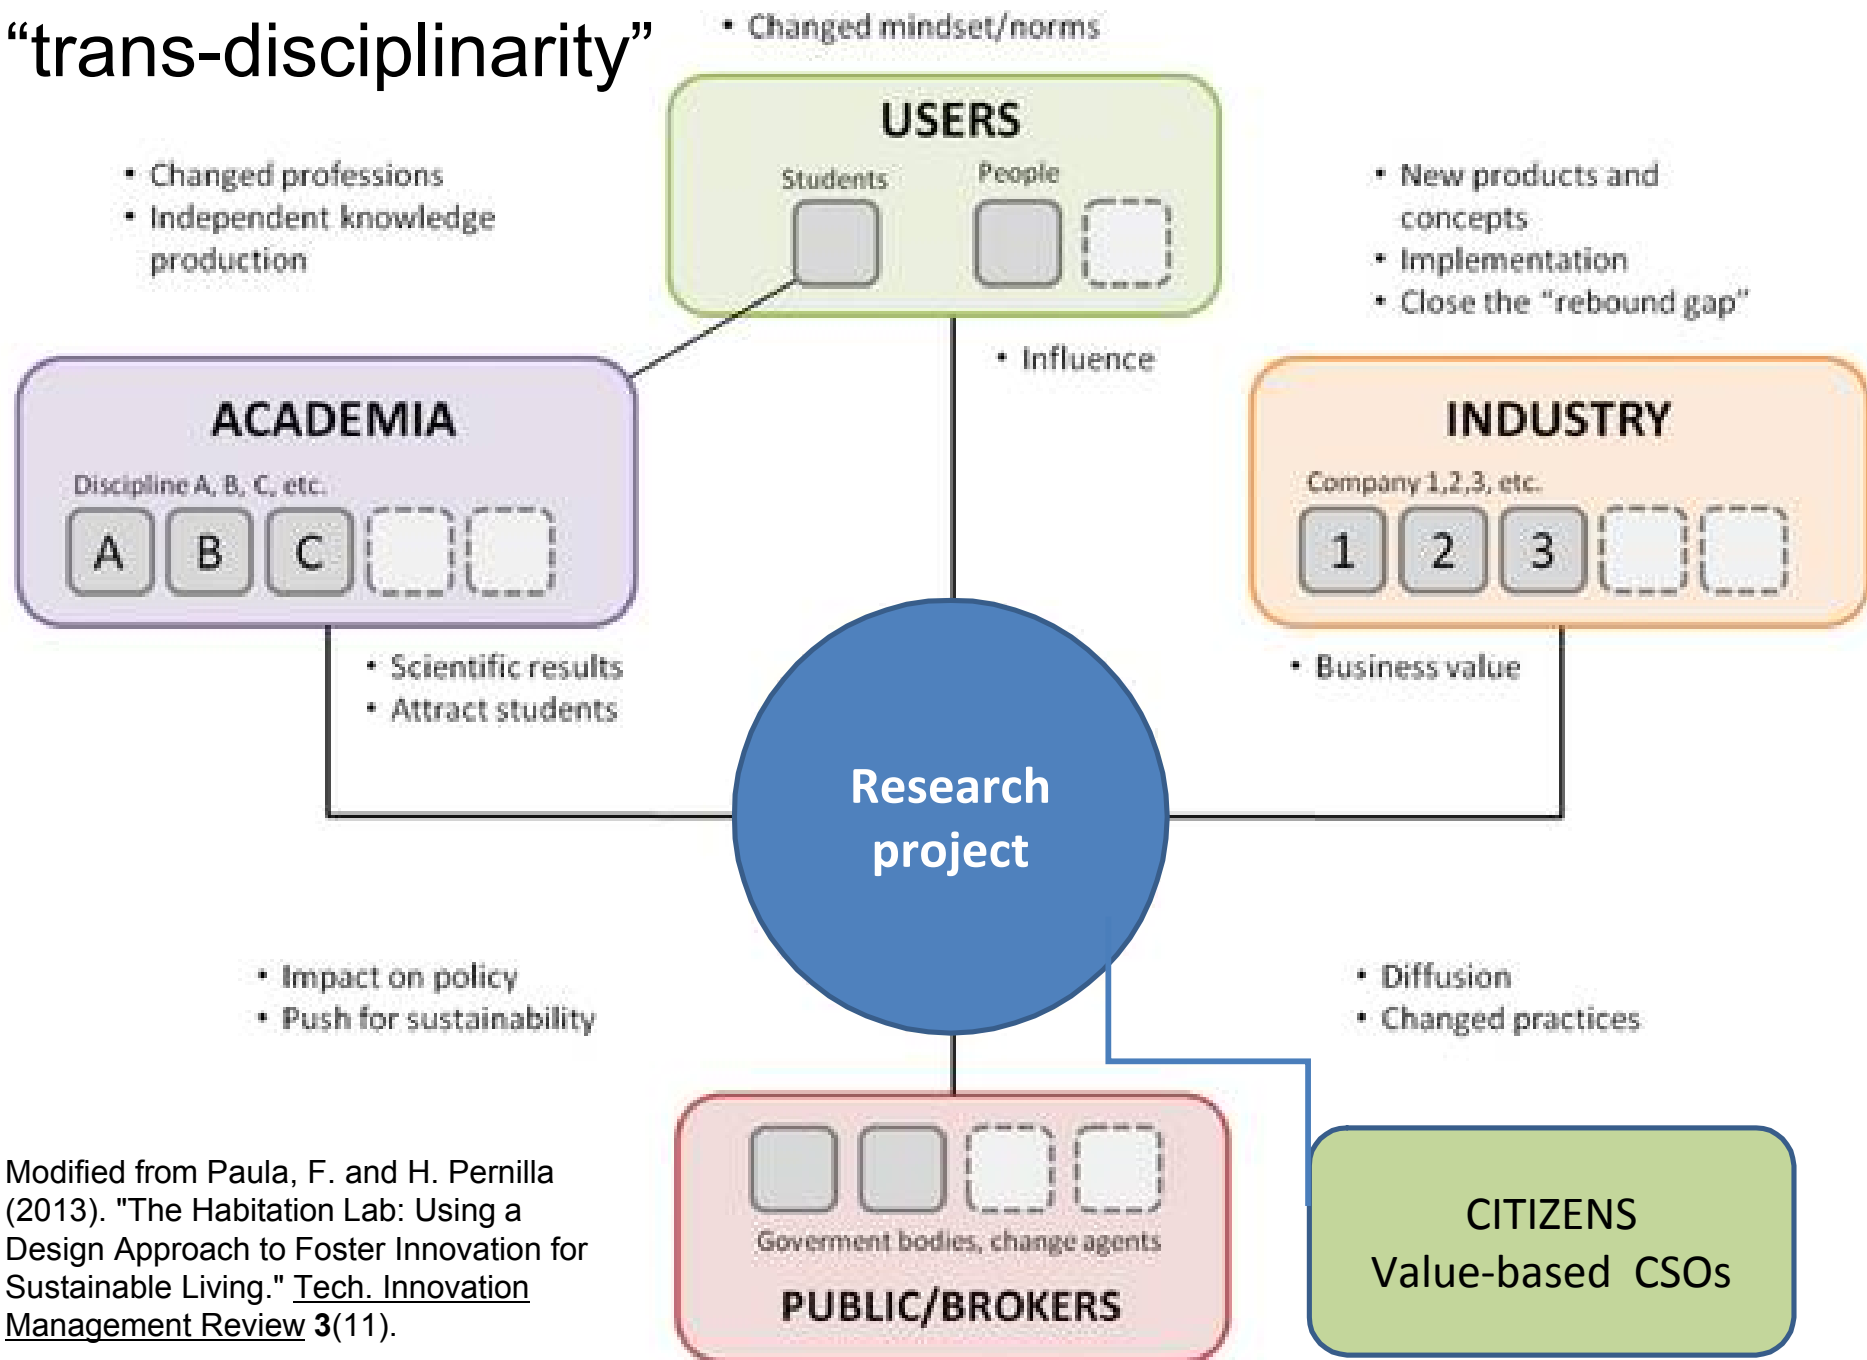 “trans-disciplinarity”
• Changed mindset/norms
USERS
Students
People
• Changed professions
• Independent knowledge
production
• New products and
concepts
• Implementation
• Close the “rebound gap”
• Influence
ACADEMIA
Discipline A, B, C, etc.
A B C
INDUSTRY
Company 1,2,3, etc.
1 2 3
• Scientific results
• Attract students
• Business value
Research
project
• Impact on policy
• Push for sustainability
• Diffusion
• Changed practices
Goverment bodies, change agents
PUBLIC/BROKERS
CITIZENS
Value-based CSOs
Modified from Paula, F. and H. Pernilla
(2013). "The Habitation Lab: Using a
Design Approach to Foster Innovation for
Sustainable Living." Tech. Innovation
Management Review 3(11).